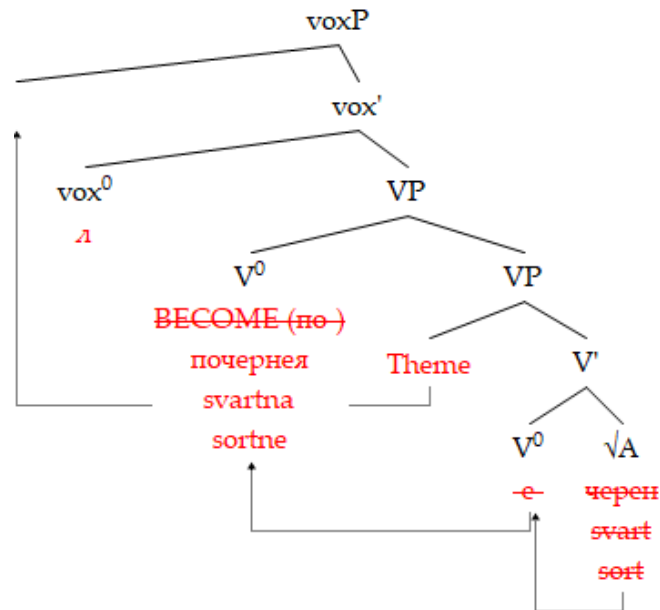 voxP
vox'
vox⁰ VP
л
V⁰ VP
BECOME (по-)
почернея Theme V'
svartna
sortne V⁰ √A
-е- черен
svart
sort